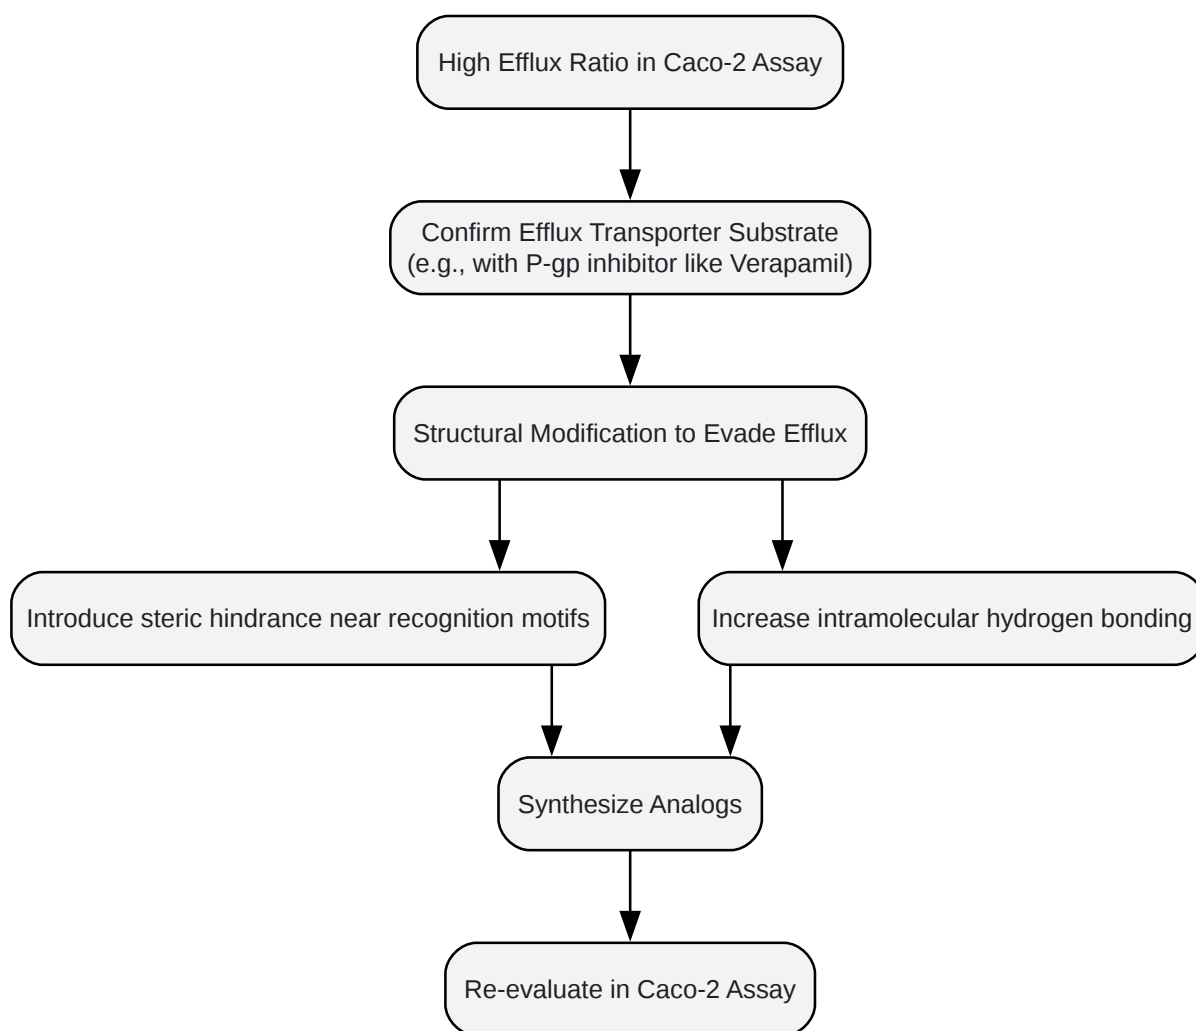 High Efflux Ratio in Caco-2 Assay
Confirm Efflux Transporter Substrate
(e.g., with P-gp inhibitor like Verapamil)
Structural Modification to Evade Efflux
Introduce steric hindrance near recognition motifs
Increase intramolecular hydrogen bonding
Synthesize Analogs
Re-evaluate in Caco-2 Assay